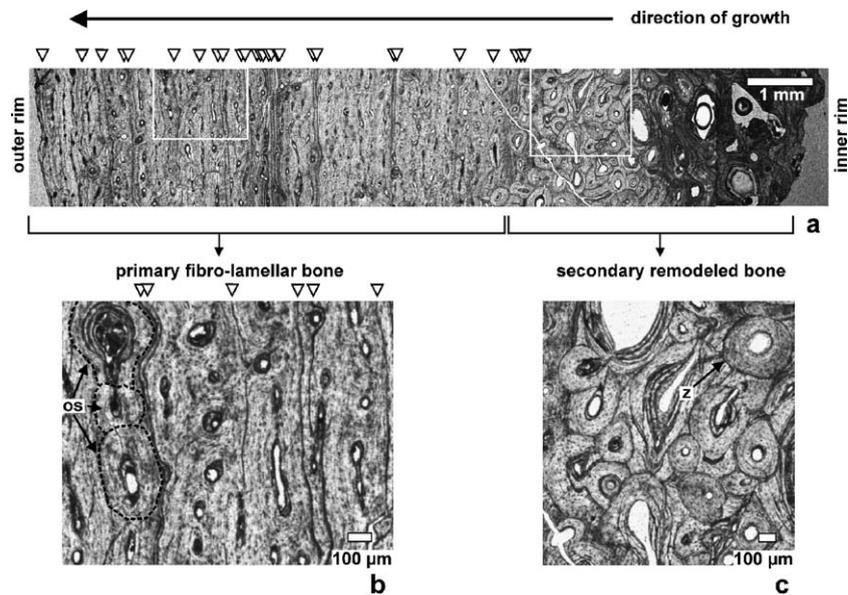 direction of growth
outer rim
1 mm
inner rim
a
primary fibro-lamellar bone
secondary remodeled bone
os
z
100 µm
100 µm
b
c